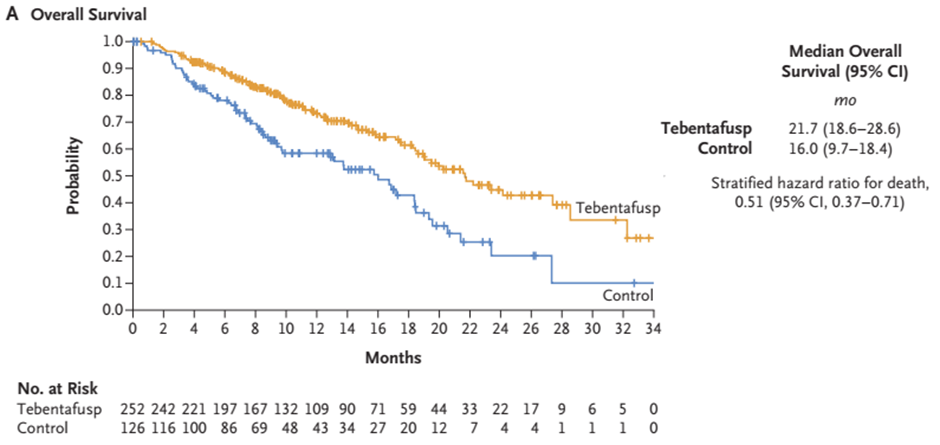 A Overall Survival
1.0
0.9
0.8
0.7
0.6
0.5
0.4
0.3
0.2
0.1
0.0
Probability
0 2 4 6 8 10 12 14 16 18 20 22 24 26 28 30 32 34
Months
Tebentafusp
Control
Median Overall
Survival (95% CI)
mo
Tebentafusp 21.7 (18.6–28.6)
Control 16.0 (9.7–18.4)
Stratified hazard ratio for death,
0.51 (95% CI, 0.37–0.71)
No. at Risk
Tebentafusp 252 242 221 197 167 132 109 90 71 59 44 33 22 17 9 6 5 0
Control 126 116 100 86 69 48 43 34 27 20 12 7 4 4 1 1 1 0